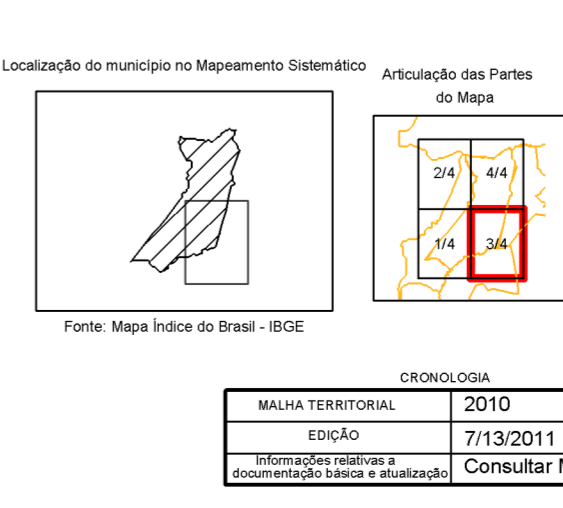 Localização do município no Mapeamento Sistemático
Articulação das Partes
do Mapa
2/4 4/4
1/4 3/4
Fonte: Mapa Índice do Brasil - IBGE
CRONOLOGIA
MALHA TERRITORIAL 2010
EDIÇÃO 7/13/2011
Informações relativas a
documentação básica e atualização Consultar